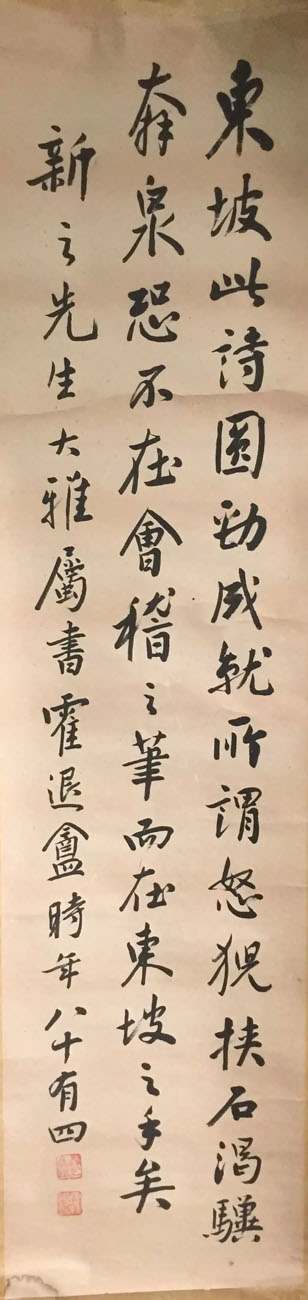 東坡此詩圓勁成就所謂怒猊抉石渴驥
奔泉恐不在會稽之筆而在東坡之手矣
新之先生大雅屬書霍退盦時年八十有四